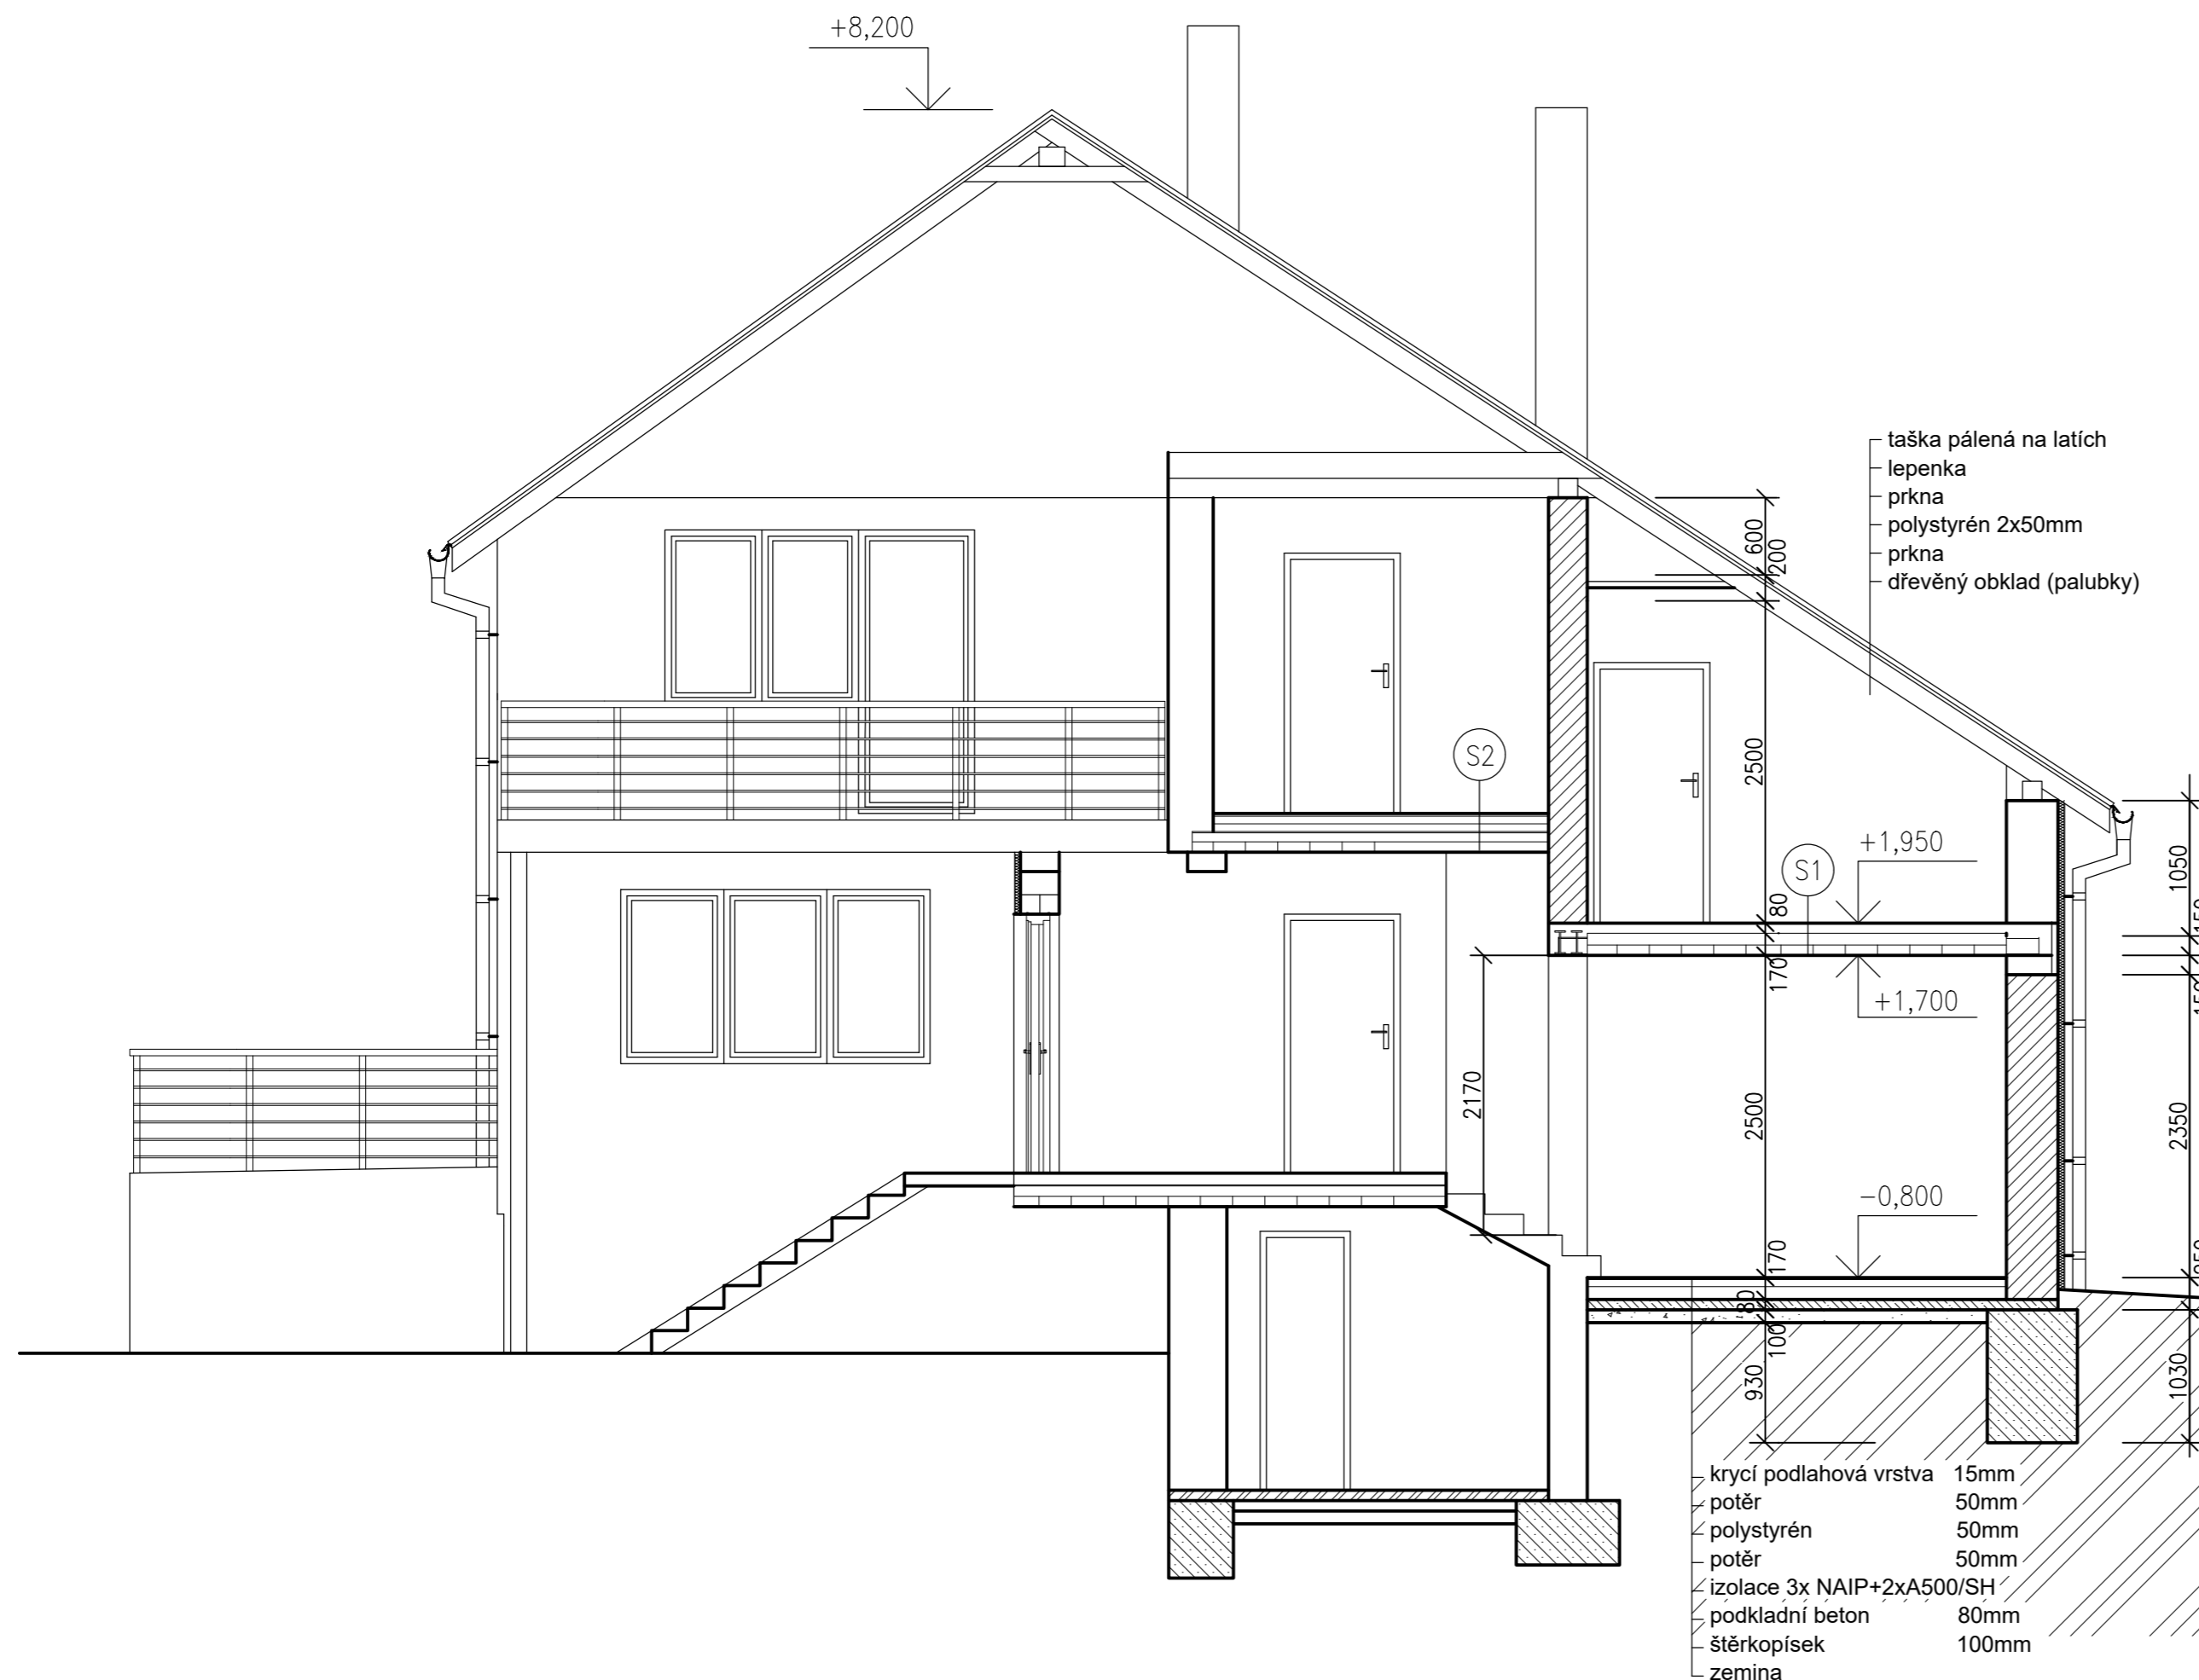 +8,200
taška pálená na latích
lepenka
prkna
polystyrén 2x50mm
prkna
dřevěný obklad (palubky)
600
200
2500
S2
+1,950
S1
80
170
+1,700
1050
2170
2500
2350
-0,800
170
80
100
930
1030
krycí podlahová vrstva 15mm
potěr 50mm
polystyrén 50mm
potěr 50mm
izolace 3x NAIP+2xA500/SH
podkladní beton 80mm
štěrkopísek 100mm
zemina